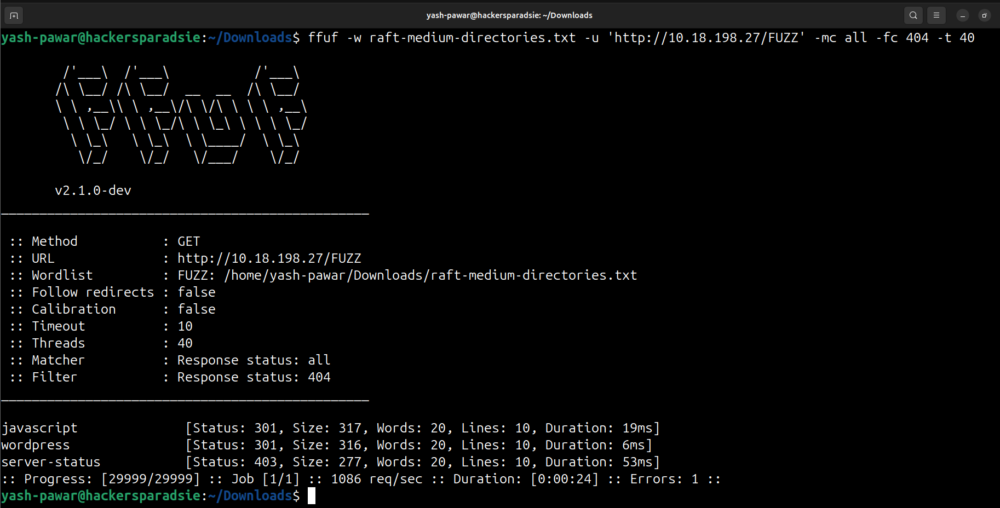 yash-pawar@hackersparadsie: ~/Downloads
yash-pawar@hackersparadsie:~/Downloads$ ffuf -w raft-medium-directories.txt -u 'http://10.18.198.27/FUZZ' -mc all -fc 404 -t 40
        /'___\  /'___\           /'___\
       /\ \__/ /\ \__/  __  __  /\ \__/
       \ \ ,__\\ \ ,__\/\ \/\ \ \ \ ,__\
        \ \ \_/ \ \ \_/\ \ \_\ \ \ \ \_/
         \ \_\   \ \_\  \ \____/  \ \_\
          \/_/    \/_/   \/___/    \/_/
       v2.1.0-dev
________________________________________________
 :: Method           : GET
 :: URL              : http://10.18.198.27/FUZZ
 :: Wordlist         : FUZZ: /home/yash-pawar/Downloads/raft-medium-directories.txt
 :: Follow redirects : false
 :: Calibration      : false
 :: Timeout          : 10
 :: Threads          : 40
 :: Matcher          : Response status: all
 :: Filter           : Response status: 404
________________________________________________
javascript              [Status: 301, Size: 317, Words: 20, Lines: 10, Duration: 19ms]
wordpress               [Status: 301, Size: 316, Words: 20, Lines: 10, Duration: 6ms]
server-status           [Status: 403, Size: 277, Words: 20, Lines: 10, Duration: 53ms]
:: Progress: [29999/29999] :: Job [1/1] :: 1086 req/sec :: Duration: [0:00:24] :: Errors: 1 ::
yash-pawar@hackersparadsie:~/Downloads$